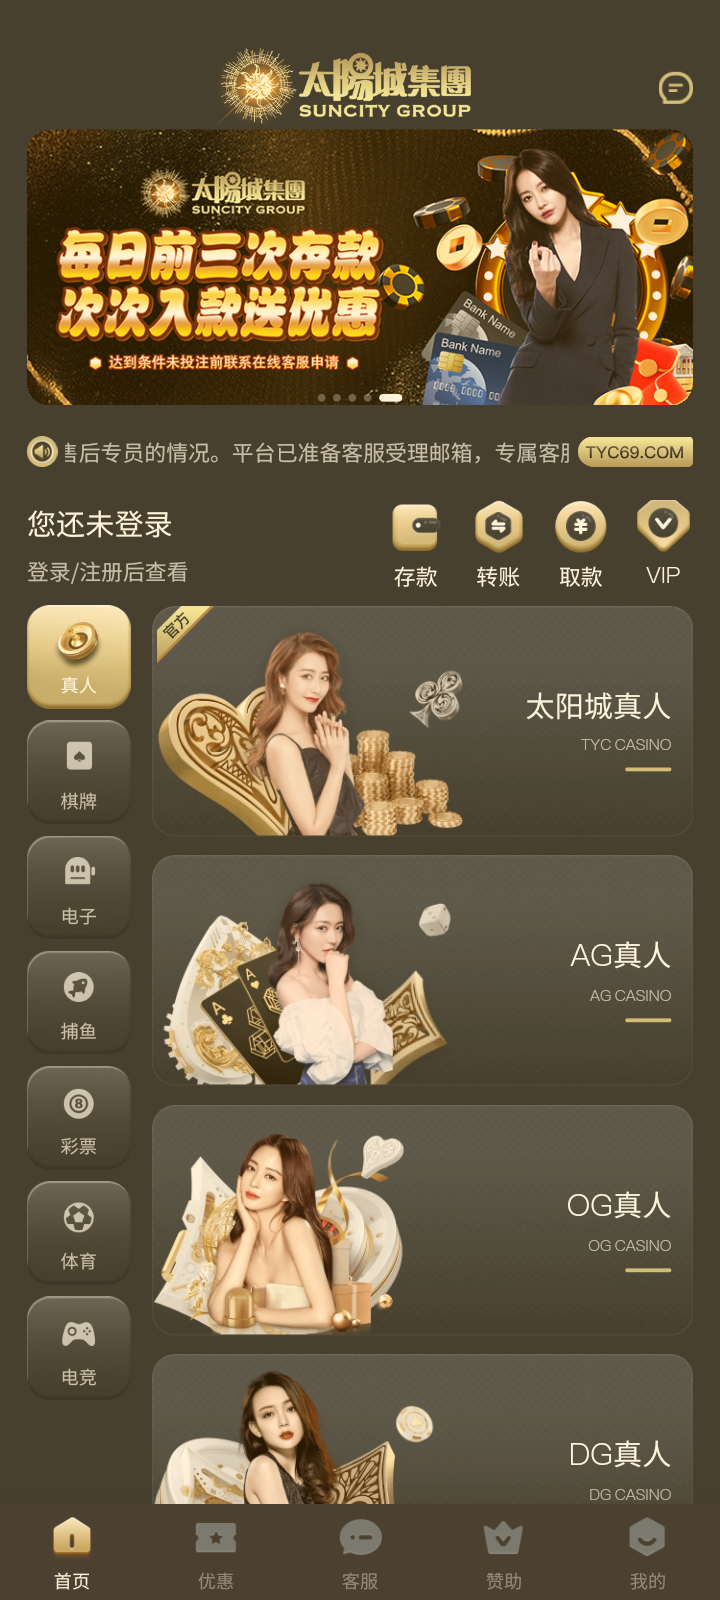 太陽城集團
SUNCITY GROUP
太陽城集團
SUNCITY GROUP
每日前三次存款
次次入款送优惠
达到条件未投注前联系在线客服申请
Bank Name
Bank Name
售后专员的情况。平台已准备客服受理邮箱，专属客服
TYC69.COM
您还未登录
登录/注册后查看
存款
转账
取款
VIP
真人
棋牌
电子
捕鱼
彩票
体育
电竞
官方
太阳城真人
TYC CASINO
AG真人
AG CASINO
OG真人
OG CASINO
DG真人
DG CASINO
首页
优惠
客服
赞助
我的